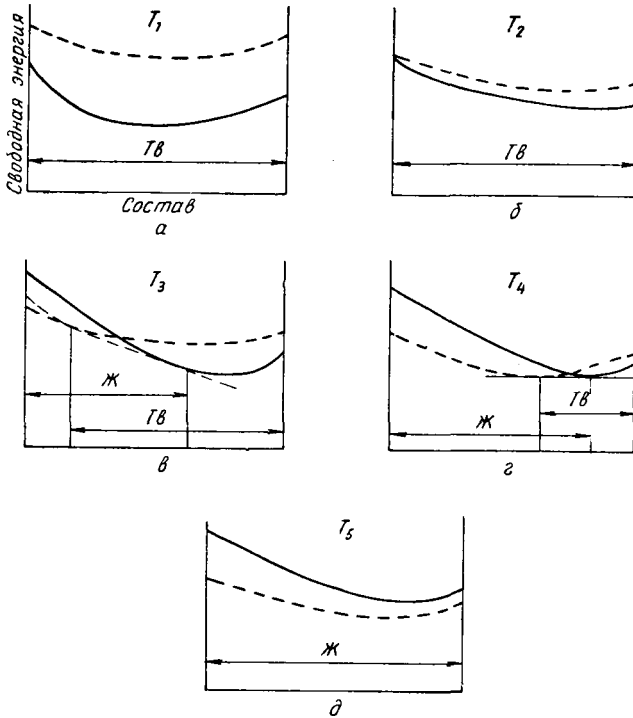 Свободная энергия
T₁
ТВ
Состав
а
T₂
ТВ
б
T₃
Ж
ТВ
в
T₄
ТВ
Ж
г
T₅
Ж
д